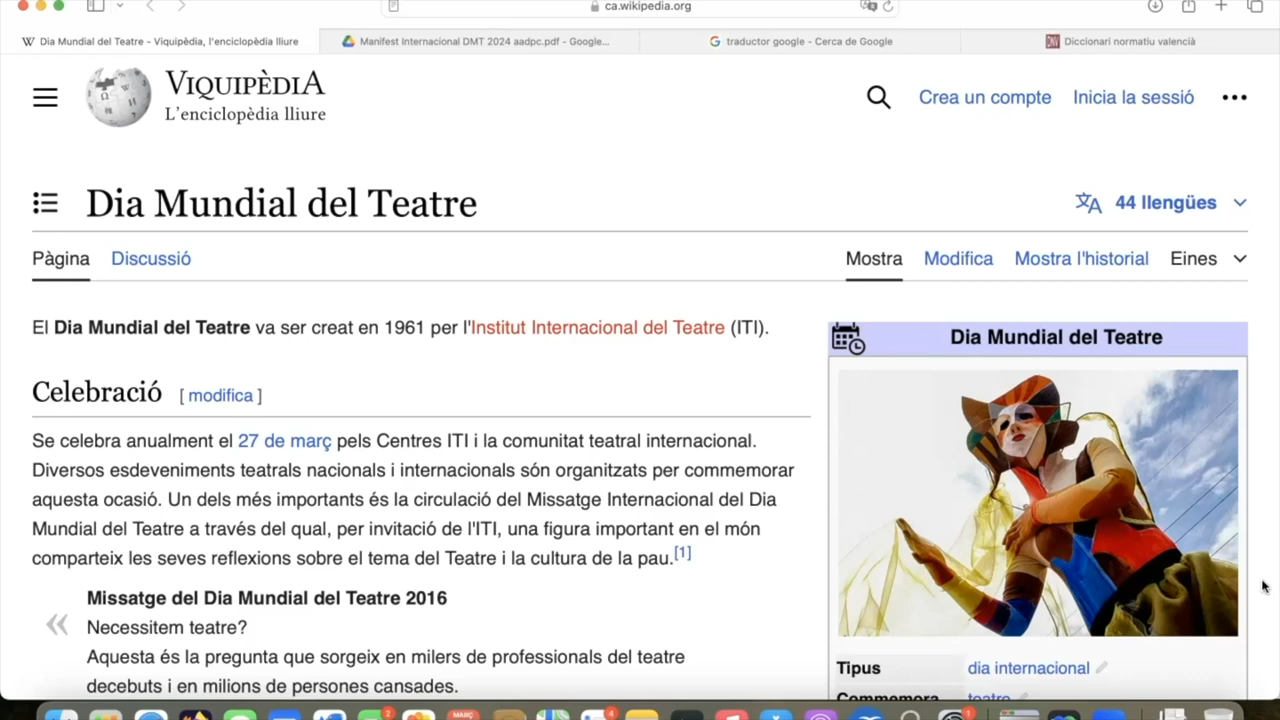 ca.wikipedia.org
Dia Mundial del Teatre - Viquipèdia, l'enciclopèdia lliure
Manifest Internacional DMT 2024 aadpc.pdf - Google...
traductor google - Cerca de Google
Diccionari normatiu valencià
VIQUIPÈDIA
L'enciclopèdia lliure
Crea un compte
Inicia la sessió
Dia Mundial del Teatre
44 llengües
Pàgina
Discussió
Mostra
Modifica
Mostra l'historial
Eines
El Dia Mundial del Teatre va ser creat en 1961 per l'Institut Internacional del Teatre (ITI).
Celebració [ modifica ]
Se celebra anualment el 27 de març pels Centres ITI i la comunitat teatral internacional.
Diversos esdeveniments teatrals nacionals i internacionals són organitzats per commemorar
aquesta ocasió. Un dels més importants és la circulació del Missatge Internacional del Dia
Mundial del Teatre a través del qual, per invitació de l'ITI, una figura important en el món
comparteix les seves reflexions sobre el tema del Teatre i la cultura de la pau.[1]
« Missatge del Dia Mundial del Teatre 2016
Necessitem teatre?
Aquesta és la pregunta que sorgeix en milers de professionals del teatre
decebuts i en milions de persones cansades.
Dia Mundial del Teatre
Tipus dia internacional
Commemora teatre
2
MARÇ
4
1